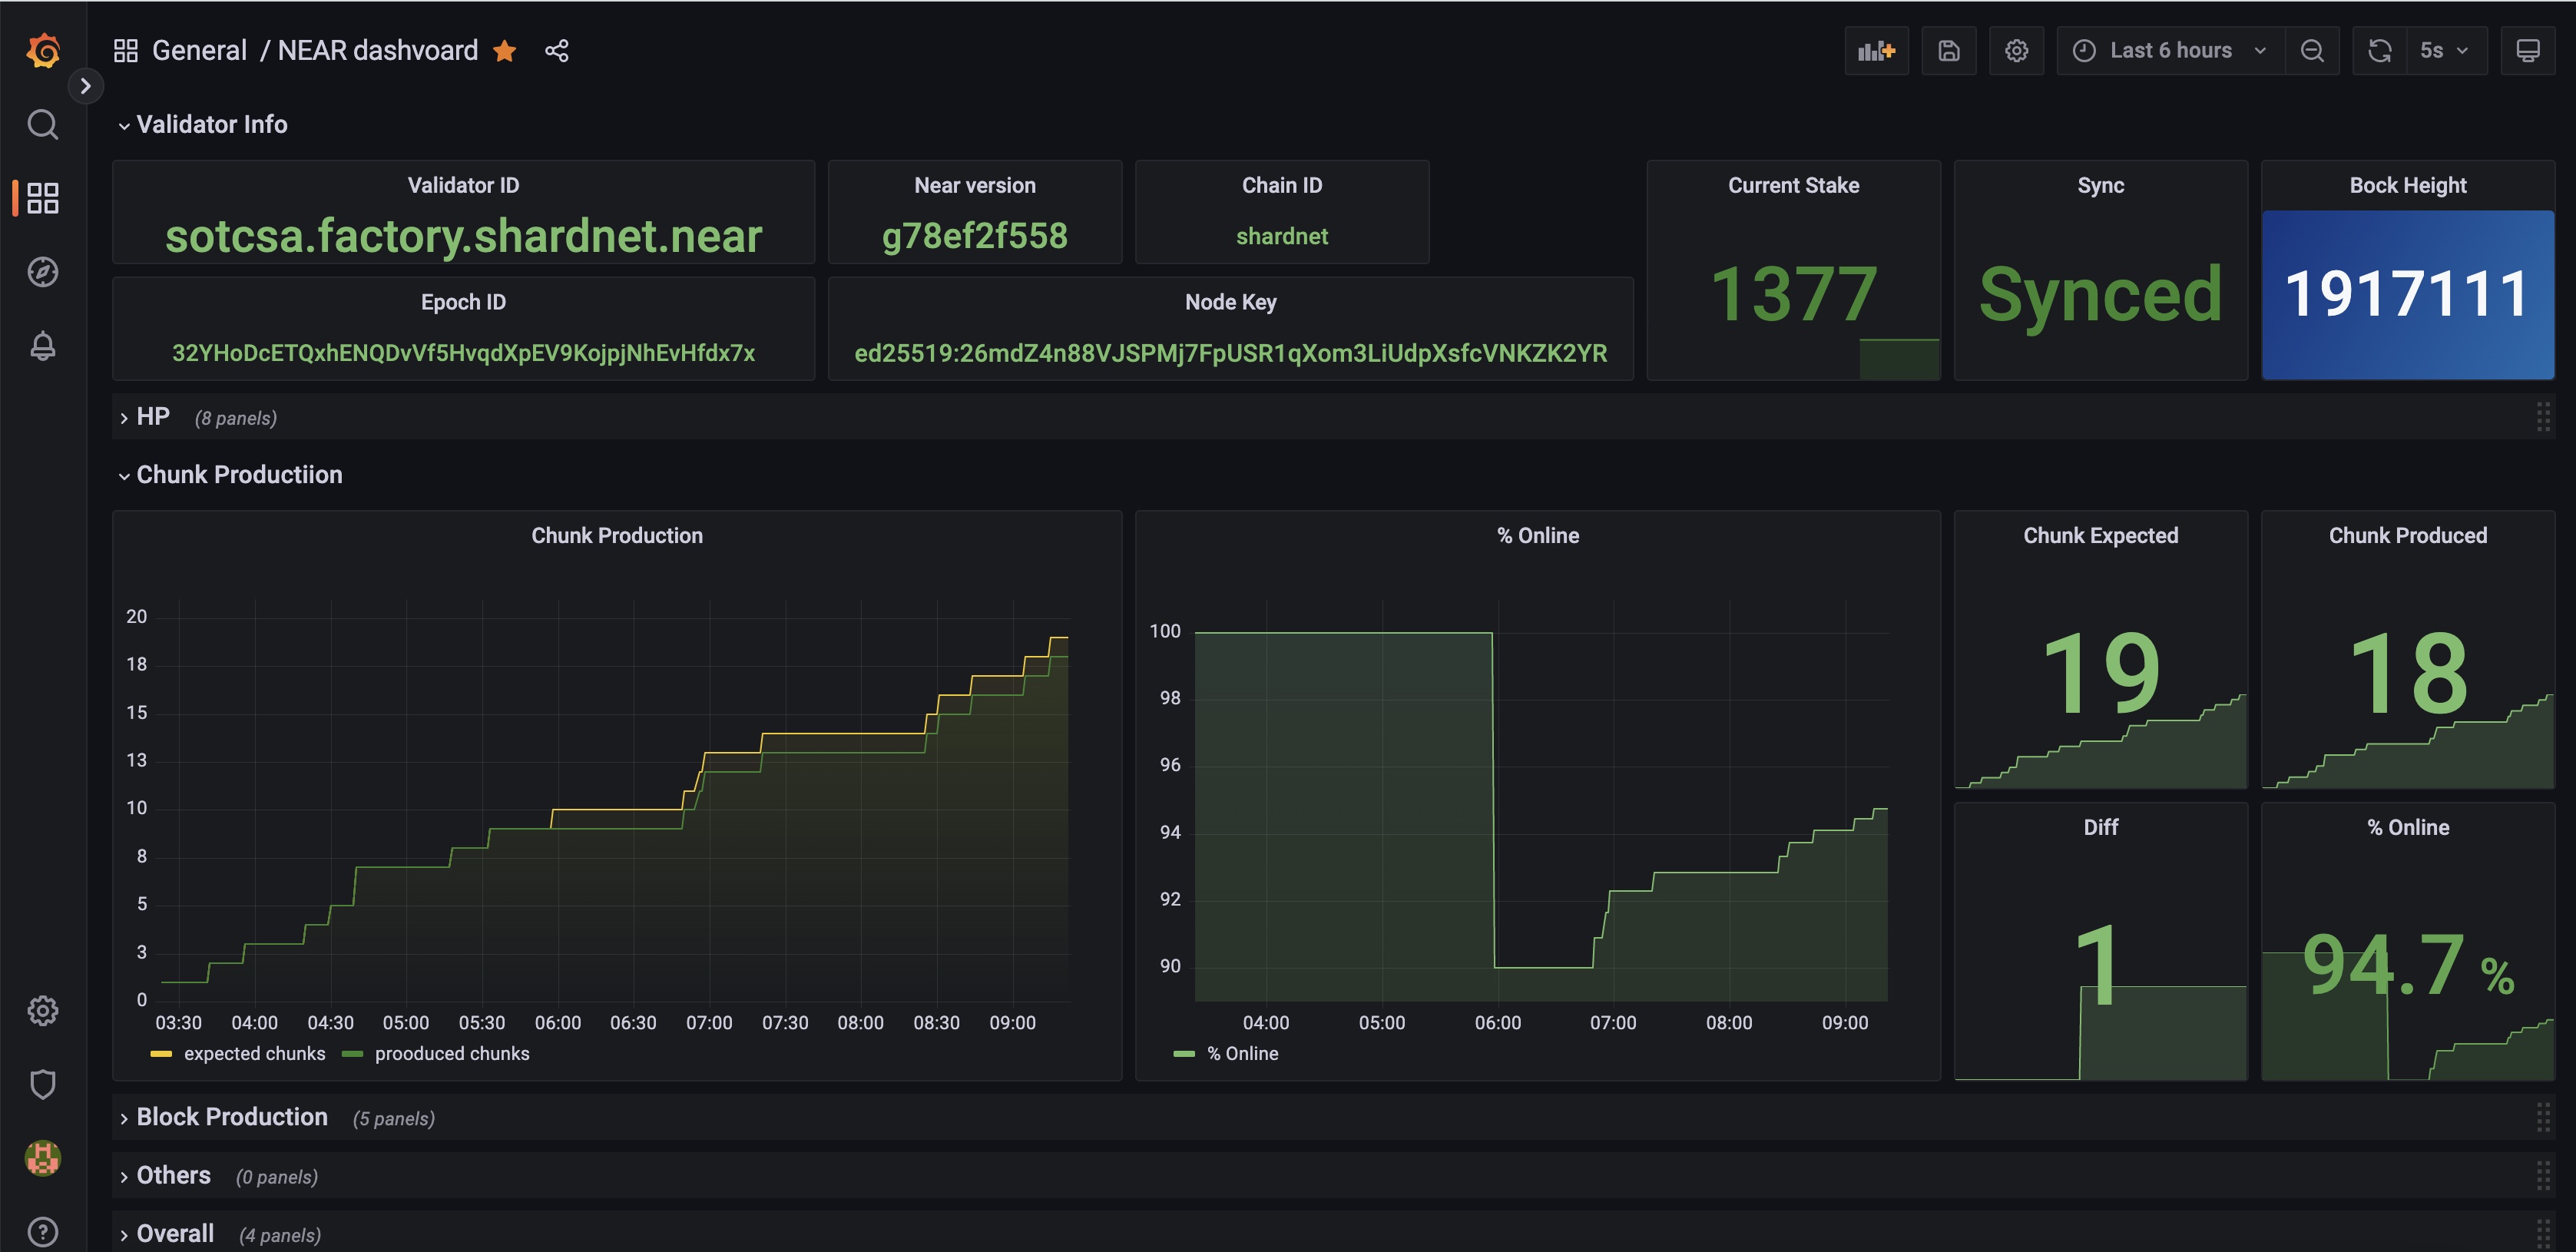 General / NEAR dashvoard
Last 6 hours
5s
Validator Info
Validator ID
sotcsa.factory.shardnet.near
Near version
g78ef2f558
Chain ID
shardnet
Current Stake
1377
Sync
Synced
Bock Height
1917111
Epoch ID
32YHoDcETQxhENQDvVf5HvqdXpEV9KojpjNhEvHfdx7x
Node Key
ed25519:26mdZ4n88VJSPMj7FpUSR1qXom3LiUdpXsfcVNKZK2YR
HP (8 panels)
Chunk Productiion
Chunk Production
20
18
15
13
10
8
5
3
0
03:30 04:00 04:30 05:00 05:30 06:00 06:30 07:00 07:30 08:00 08:30 09:00
expected chunks prooduced chunks
% Online
100
98
96
94
92
90
04:00 05:00 06:00 07:00 08:00 09:00
% Online
Chunk Expected
19
Chunk Produced
18
Diff
1
% Online
94.7 %
Block Production (5 panels)
Others (0 panels)
Overall (4 panels)